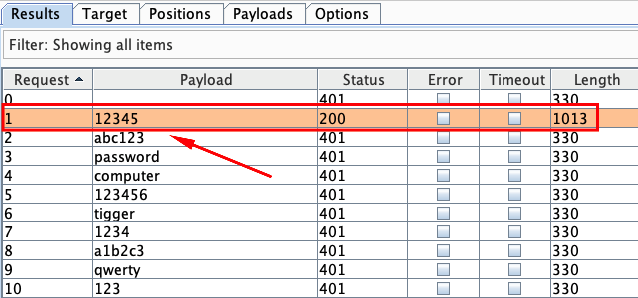 Results Target Positions Payloads Options
Filter: Showing all items
Request Payload Status Error Timeout Length
0 401 330
1 12345 200 1013
2 abc123 401 330
3 password 401 330
4 computer 401 330
5 123456 401 330
6 tigger 401 330
7 1234 401 330
8 a1b2c3 401 330
9 qwerty 401 330
10 123 401 330